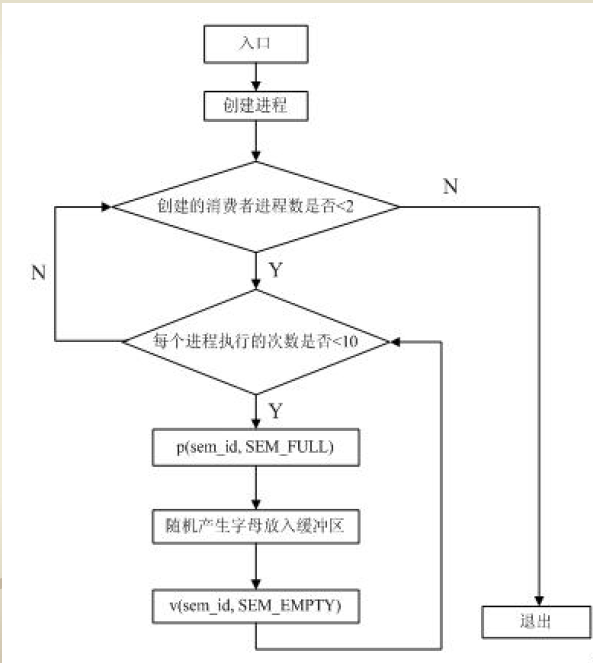 入口
创建进程
创建的消费者进程数是否<2
N
Y
N
每个进程执行的次数是否<10
Y
p(sem_id, SEM_FULL)
随机产生字母放入缓冲区
v(sem_id, SEM_EMPTY)
退出